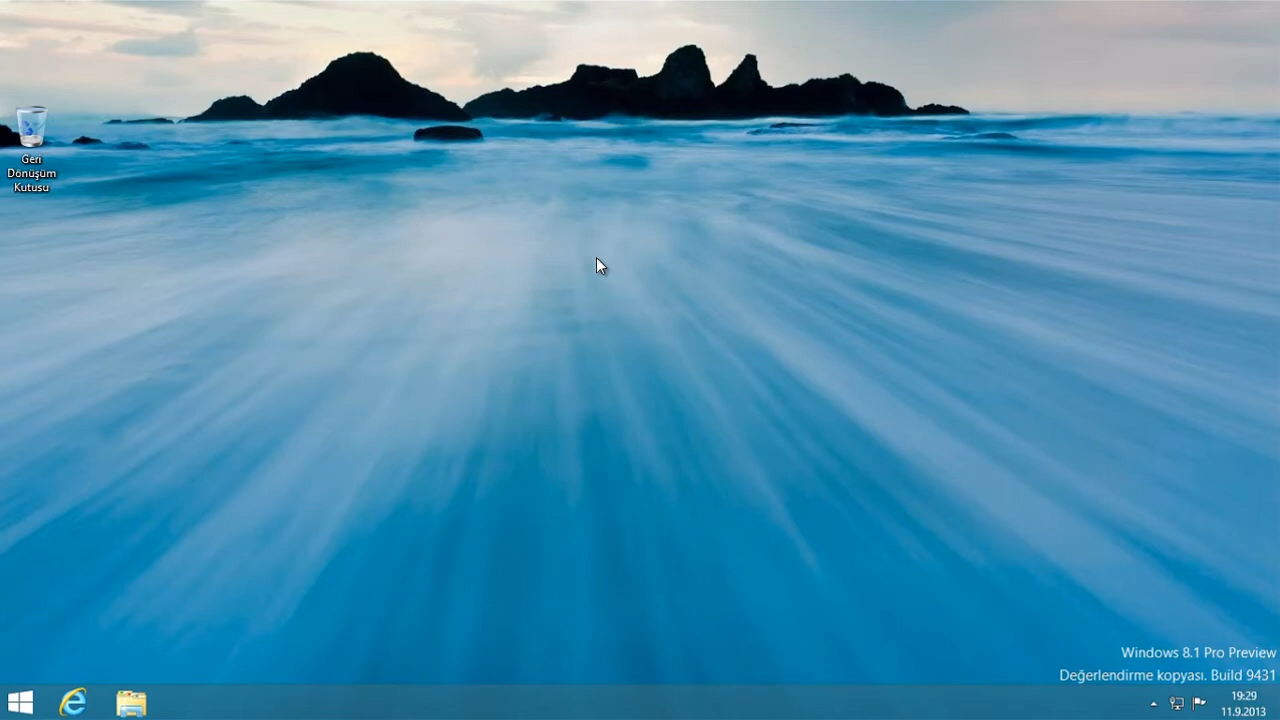 Geri
Dönüşüm
Kutusu
Windows 8.1 Pro Preview
Değerlendirme kopyası. Build 9431
19:29
11.9.2013